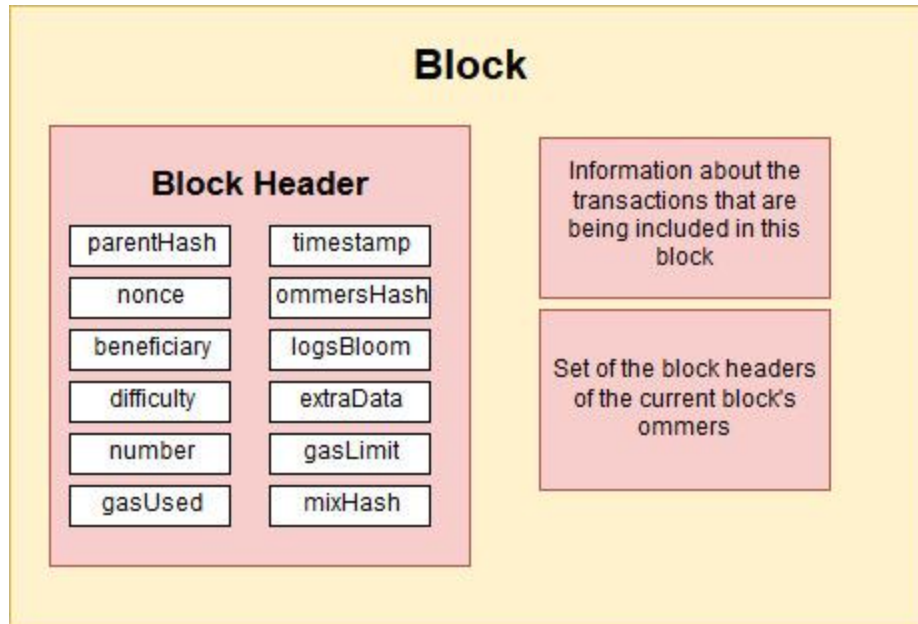 Block
Block Header
parentHash
timestamp
nonce
ommersHash
beneficiary
logsBloom
difficulty
extraData
number
gasLimit
gasUsed
mixHash
Information about the
transactions that are
being included in this
block
Set of the block headers
of the current block's
ommers